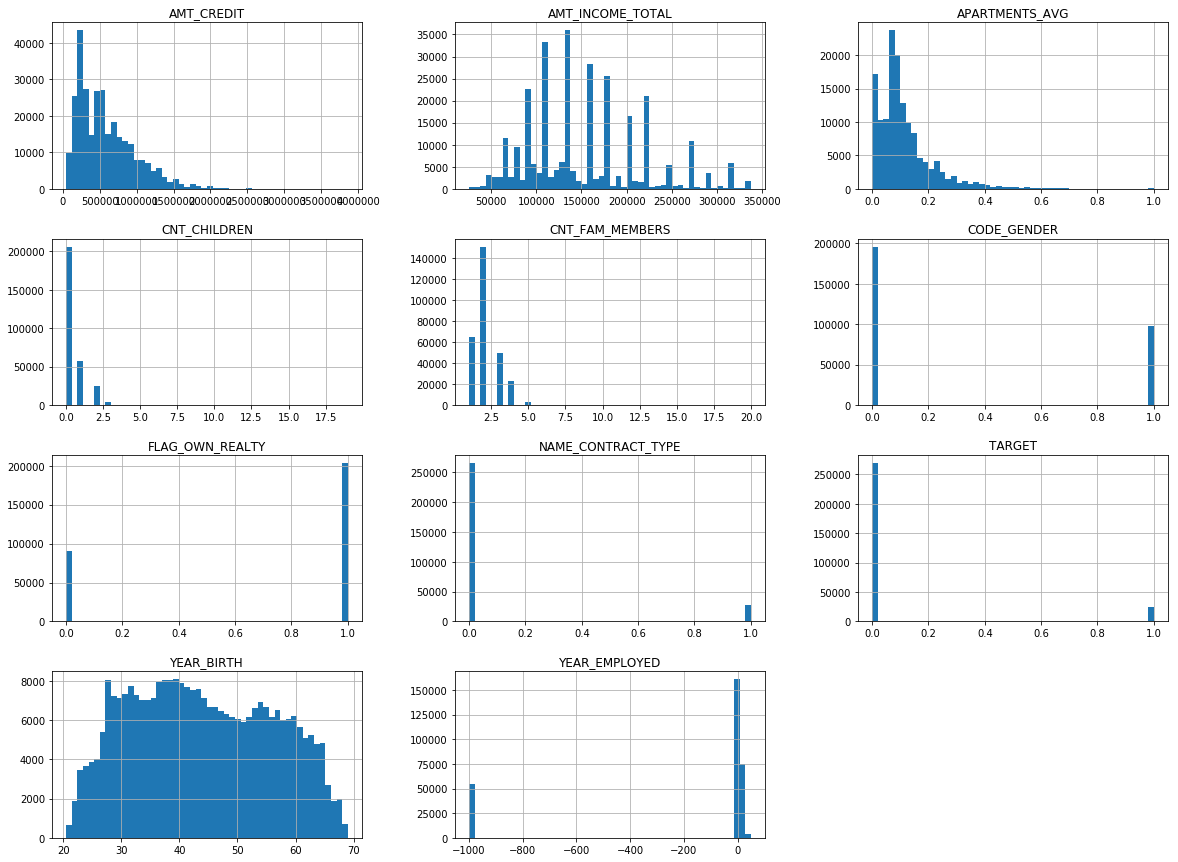 AMT_CREDIT
40000
30000
20000
10000
0
0 500000 1000000 1500000 2000000 2500000 3000000 3500000 4000000
AMT_INCOME_TOTAL
35000
30000
25000
20000
15000
10000
5000
0
50000 100000 150000 200000 250000 300000 350000
APARTMENTS_AVG
20000
15000
10000
5000
0
0.0 0.2 0.4 0.6 0.8 1.0
CNT_CHILDREN
200000
150000
100000
50000
0
0.0 2.5 5.0 7.5 10.0 12.5 15.0 17.5
CNT_FAM_MEMBERS
140000
120000
100000
80000
60000
40000
20000
0
2.5 5.0 7.5 10.0 12.5 15.0 17.5 20.0
CODE_GENDER
200000
150000
100000
50000
0
0.0 0.2 0.4 0.6 0.8 1.0
FLAG_OWN_REALTY
200000
150000
100000
50000
0
0.0 0.2 0.4 0.6 0.8 1.0
NAME_CONTRACT_TYPE
250000
200000
150000
100000
50000
0
0.0 0.2 0.4 0.6 0.8 1.0
TARGET
250000
200000
150000
100000
50000
0
0.0 0.2 0.4 0.6 0.8 1.0
YEAR_BIRTH
8000
6000
4000
2000
0
20 30 40 50 60 70
YEAR_EMPLOYED
150000
125000
100000
75000
50000
25000
0
−1000 −800 −600 −400 −200 0